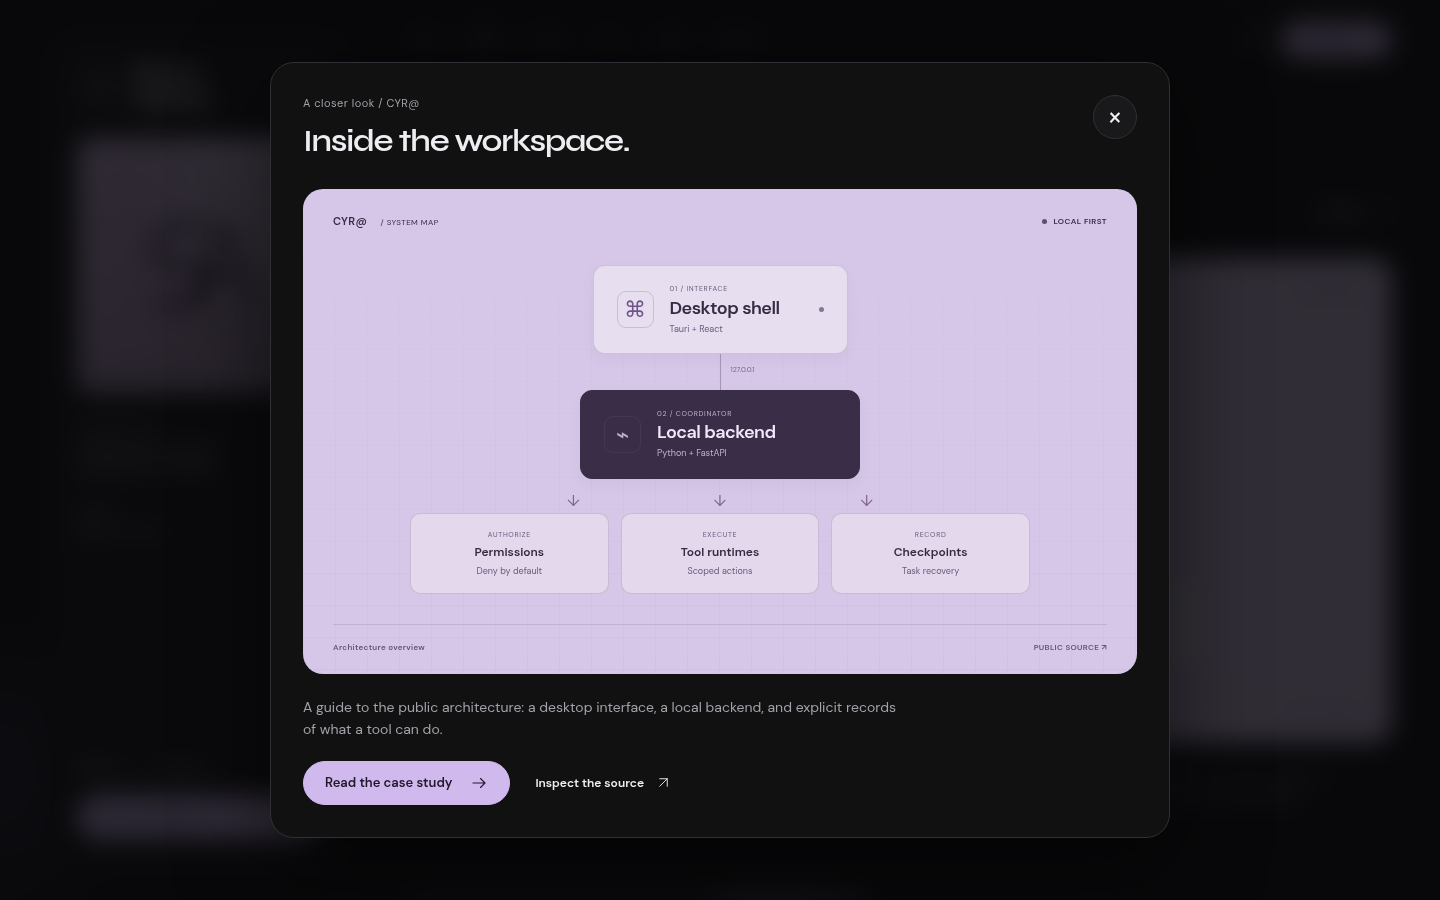 A closer look / CYR@
Inside the workspace.
CYR@ / SYSTEM MAP
LOCAL FIRST
01 / INTERFACE
Desktop shell
Tauri + React
127.0.0.1
02 / COORDINATOR
Local backend
Python + FastAPI
AUTHORIZE
Permissions
Deny by default
EXECUTE
Tool runtimes
Scoped actions
RECORD
Checkpoints
Task recovery
Architecture overview
PUBLIC SOURCE ↗
A guide to the public architecture: a desktop interface, a local backend, and explicit records
of what a tool can do.
Read the case study →
Inspect the source ↗